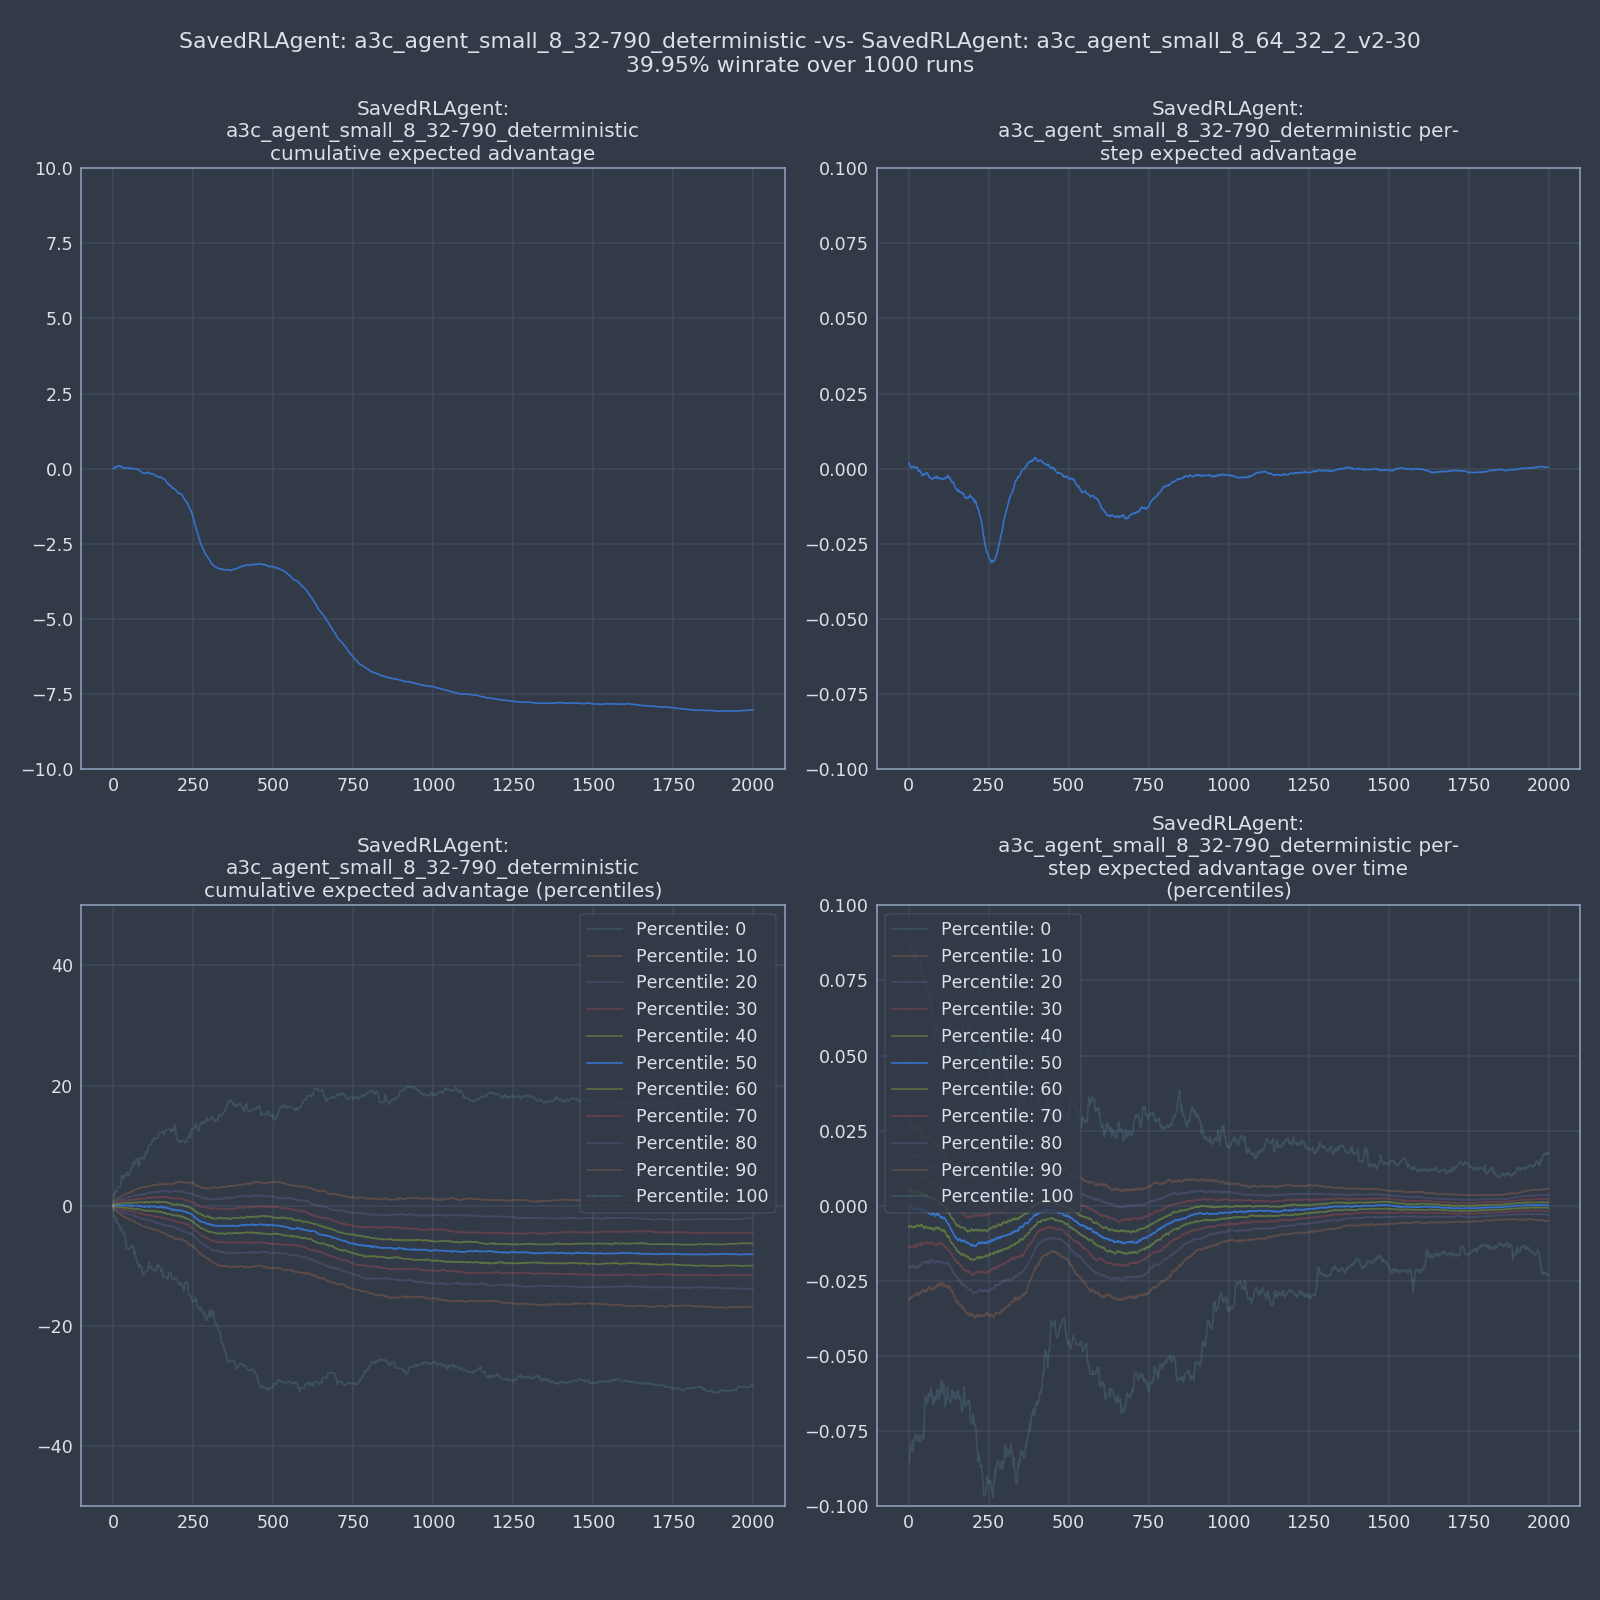 SavedRLAgent: a3c_agent_small_8_32-790_deterministic -vs- SavedRLAgent: a3c_agent_small_8_64_32_2_v2-30
39.95% winrate over 1000 runs
SavedRLAgent:
a3c_agent_small_8_32-790_deterministic
cumulative expected advantage
10.0
7.5
5.0
2.5
0.0
−2.5
−5.0
−7.5
−10.0
0 250 500 750 1000 1250 1500 1750 2000
SavedRLAgent:
a3c_agent_small_8_32-790_deterministic per-
step expected advantage
0.100
0.075
0.050
0.025
0.000
−0.025
−0.050
−0.075
−0.100
0 250 500 750 1000 1250 1500 1750 2000
SavedRLAgent:
a3c_agent_small_8_32-790_deterministic
cumulative expected advantage (percentiles)
40
20
0
−20
−40
0 250 500 750 1000 1250 1500 1750 2000
Percentile: 0
Percentile: 10
Percentile: 20
Percentile: 30
Percentile: 40
Percentile: 50
Percentile: 60
Percentile: 70
Percentile: 80
Percentile: 90
Percentile: 100
SavedRLAgent:
a3c_agent_small_8_32-790_deterministic per-
step expected advantage over time
(percentiles)
0.100
0.075
0.050
0.025
0.000
−0.025
−0.050
−0.075
−0.100
0 250 500 750 1000 1250 1500 1750 2000
Percentile: 0
Percentile: 10
Percentile: 20
Percentile: 30
Percentile: 40
Percentile: 50
Percentile: 60
Percentile: 70
Percentile: 80
Percentile: 90
Percentile: 100